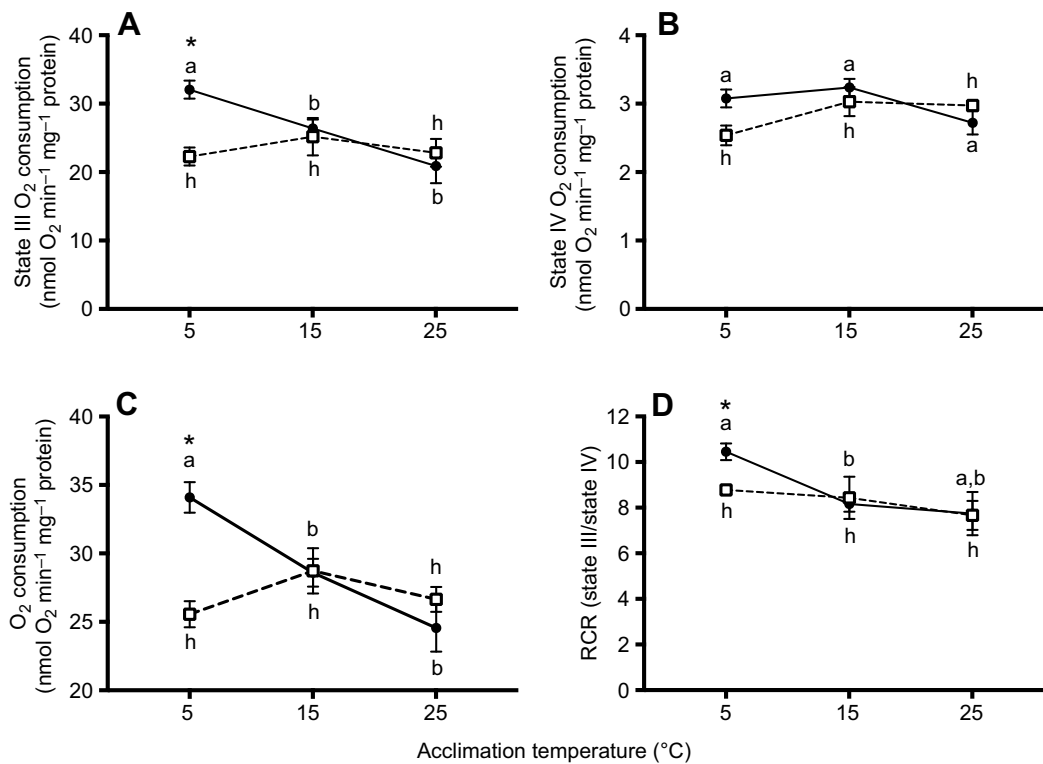 A
State III O₂ consumption
(nmol O₂ min⁻¹ mg⁻¹ protein)
40
30
20
10
0
*
a
b
h
h
h
b
5
15
25
B
State IV O₂ consumption
(nmol O₂ min⁻¹ mg⁻¹ protein)
4
3
2
1
0
a
a
h
h
h
a
5
15
25
C
O₂ consumption
(nmol O₂ min⁻¹ mg⁻¹ protein)
40
35
30
25
20
*
a
b
h
h
h
b
5
15
25
D
RCR (state III/state IV)
12
10
8
6
4
2
0
*
a
b
a,b
h
h
h
5
15
25
Acclimation temperature (°C)